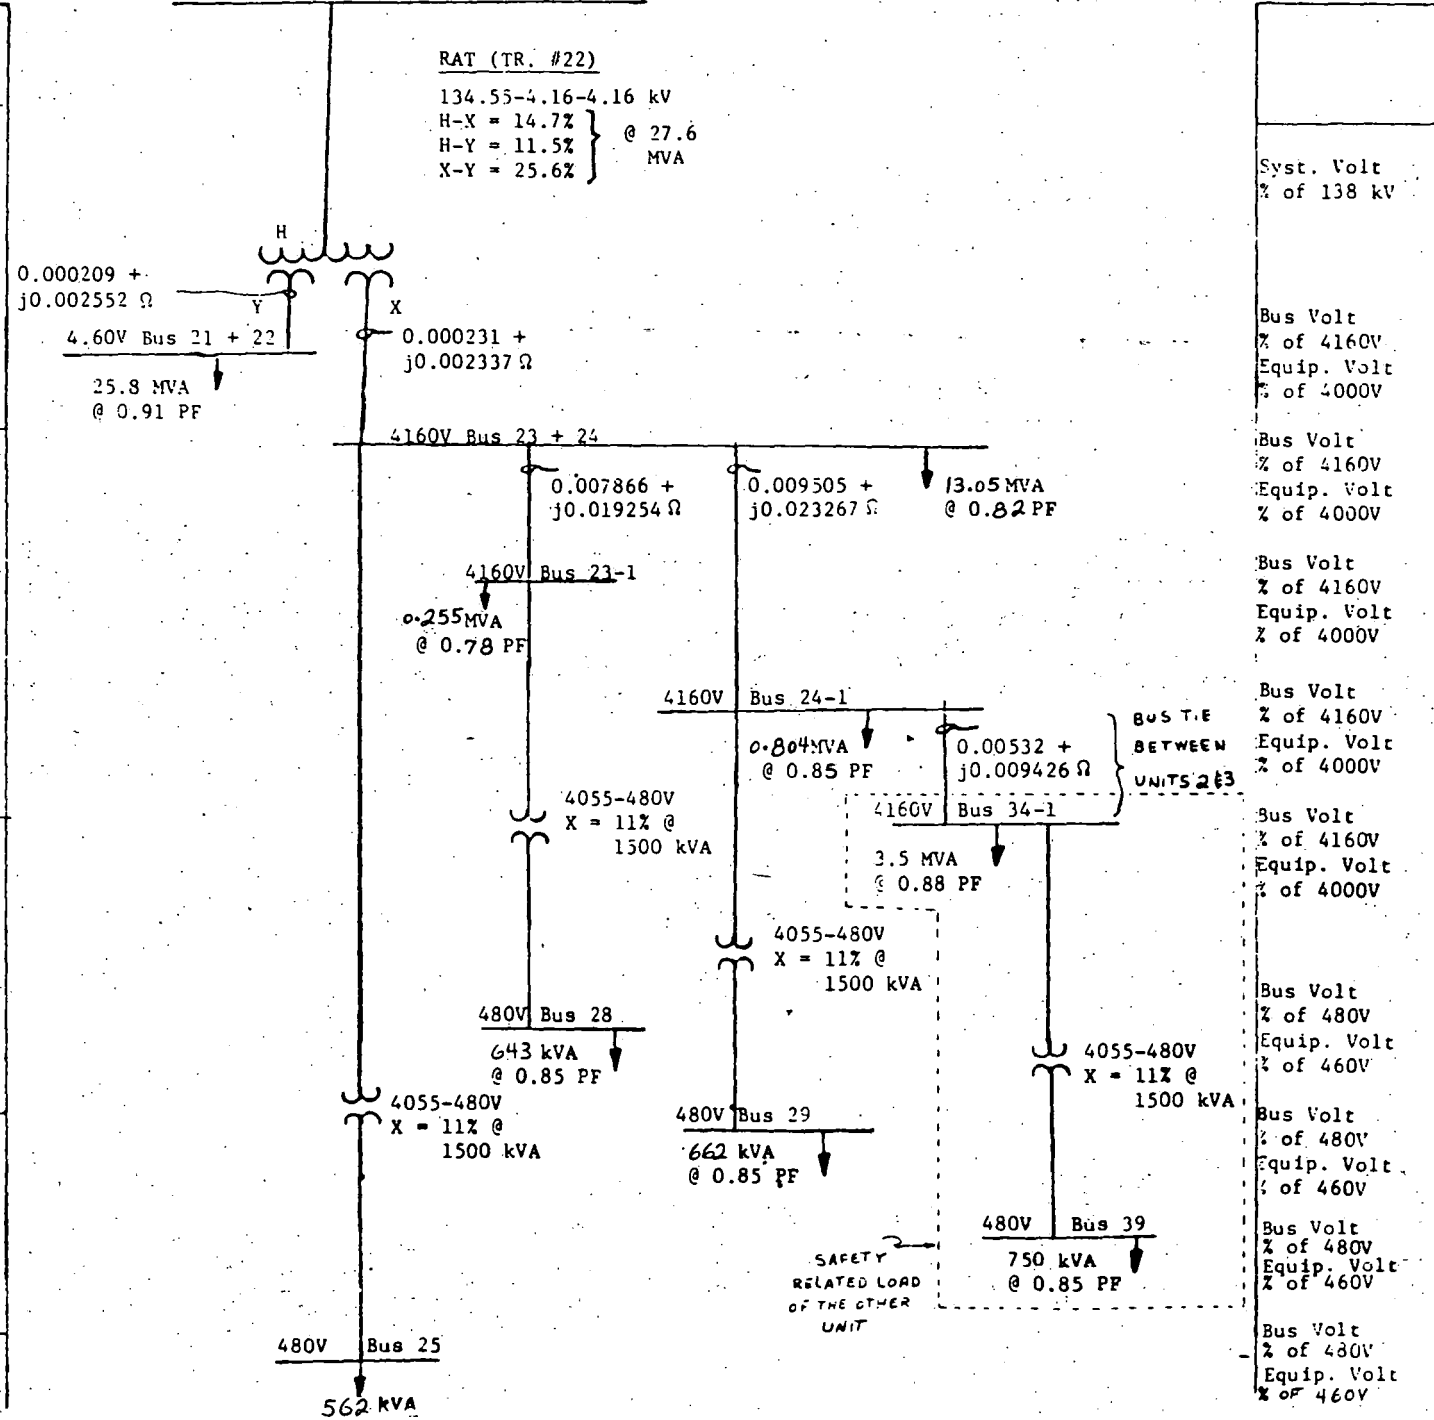 RAT (TR. #22)
134.55-4.16-4.16 kV
H-X = 14.7%
H-Y = 11.5%
X-Y = 25.6%
@ 27.6
MVA
H
Y
X
0.000209 +
j0.002552 Ω
4.60V Bus 21 + 22
25.8 MVA
@ 0.91 PF
0.000231 +
j0.002337 Ω
4160V Bus 23 + 24
0.007866 +
j0.019254 Ω
0.009505 +
j0.023267 Ω
13.05 MVA
@ 0.82 PF
4160V Bus 23-1
0.255 MVA
@ 0.78 PF
4160V Bus 24-1
0.804 MVA
@ 0.85 PF
0.00532 +
j0.009426 Ω
BUS TIE
BETWEEN
UNITS 2&3
4160V Bus 34-1
3.5 MVA
@ 0.88 PF
4055-480V
X = 11% @
1500 kVA
4055-480V
X = 11% @
1500 kVA
480V Bus 28
643 kVA
@ 0.85 PF
4055-480V
X = 11% @
1500 kVA
4055-480V
X = 11% @
1500 kVA
480V Bus 29
662 kVA
@ 0.85 PF
480V Bus 39
750 kVA
@ 0.85 PF
SAFETY
RELATED LOAD
OF THE OTHER
UNIT
480V Bus 25
562 kVA
Syst. Volt
% of 138 kV
Bus Volt
% of 4160V
Equip. Volt
% of 4000V
Bus Volt
% of 4160V
Equip. Volt
% of 4000V
Bus Volt
% of 4160V
Equip. Volt
% of 4000V
Bus Volt
% of 4160V
Equip. Volt
% of 4000V
Bus Volt
% of 4160V
Equip. Volt
% of 4000V
Bus Volt
% of 480V
Equip. Volt
% of 460V
Bus Volt
% of 480V
Equip. Volt
% of 460V
Bus Volt
% of 480V
Equip. Volt
% of 460V
Bus Volt
% of 480V
Equip. Volt
% OF 460V